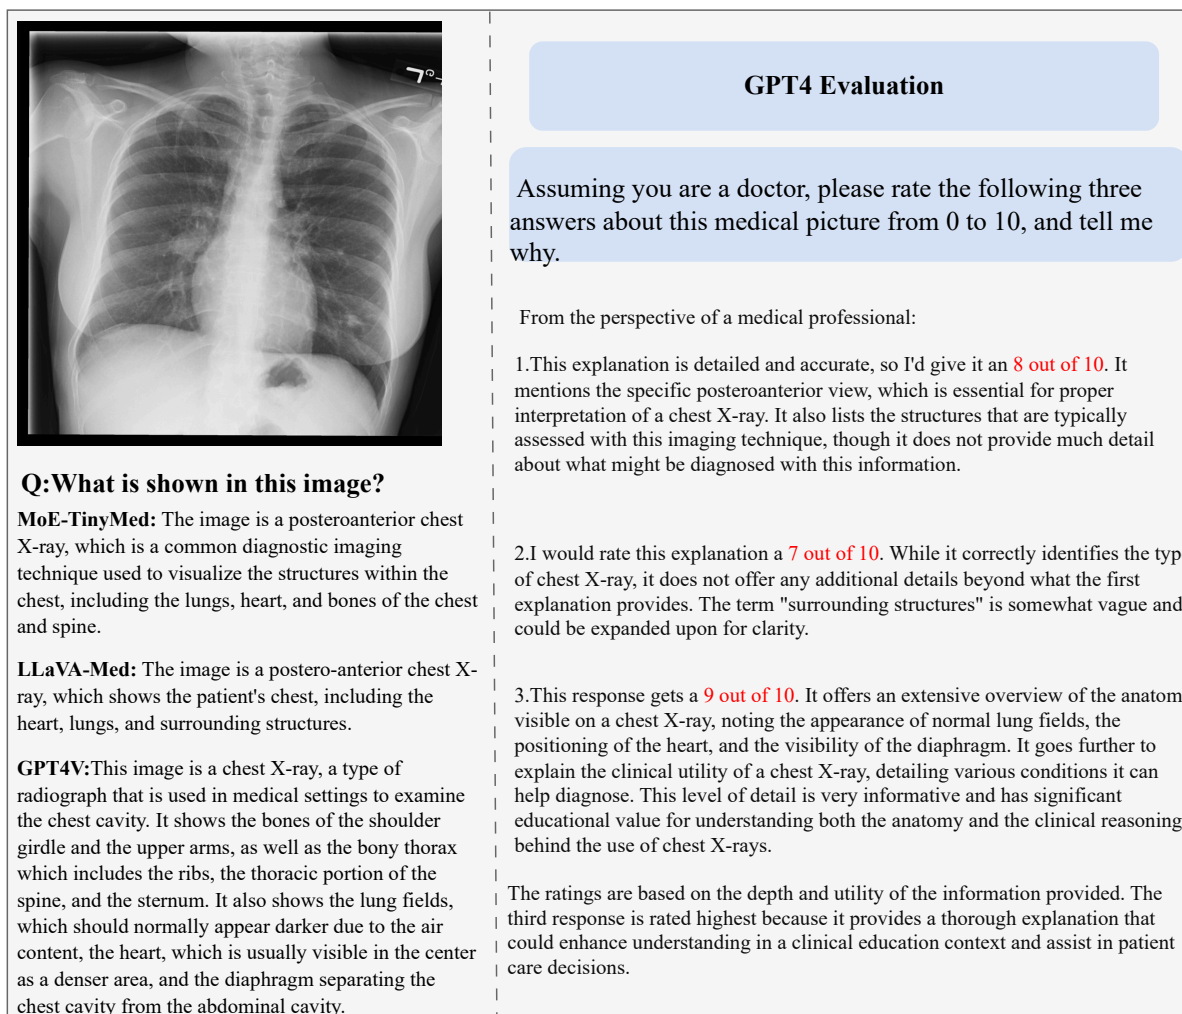 Q:What is shown in this image?
MoE-TinyMed: The image is a posteroanterior chest
X-ray, which is a common diagnostic imaging
technique used to visualize the structures within the
chest, including the lungs, heart, and bones of the chest
and spine.
LLaVA-Med: The image is a postero-anterior chest X-
ray, which shows the patient's chest, including the
heart, lungs, and surrounding structures.
GPT4V:This image is a chest X-ray, a type of
radiograph that is used in medical settings to examine
the chest cavity. It shows the bones of the shoulder
girdle and the upper arms, as well as the bony thorax
which includes the ribs, the thoracic portion of the
spine, and the sternum. It also shows the lung fields,
which should normally appear darker due to the air
content, the heart, which is usually visible in the center
as a denser area, and the diaphragm separating the
chest cavity from the abdominal cavity.
GPT4 Evaluation
Assuming you are a doctor, please rate the following three
answers about this medical picture from 0 to 10, and tell me
why.
From the perspective of a medical professional:
1.This explanation is detailed and accurate, so I'd give it an 8 out of 10. It
mentions the specific posteroanterior view, which is essential for proper
interpretation of a chest X-ray. It also lists the structures that are typically
assessed with this imaging technique, though it does not provide much detail
about what might be diagnosed with this information.
2.I would rate this explanation a 7 out of 10. While it correctly identifies the typ
of chest X-ray, it does not offer any additional details beyond what the first
explanation provides. The term "surrounding structures" is somewhat vague and
could be expanded upon for clarity.
3.This response gets a 9 out of 10. It offers an extensive overview of the anatom
visible on a chest X-ray, noting the appearance of normal lung fields, the
positioning of the heart, and the visibility of the diaphragm. It goes further to
explain the clinical utility of a chest X-ray, detailing various conditions it can
help diagnose. This level of detail is very informative and has significant
educational value for understanding both the anatomy and the clinical reasoning
behind the use of chest X-rays.
The ratings are based on the depth and utility of the information provided. The
third response is rated highest because it provides a thorough explanation that
could enhance understanding in a clinical education context and assist in patient
care decisions.